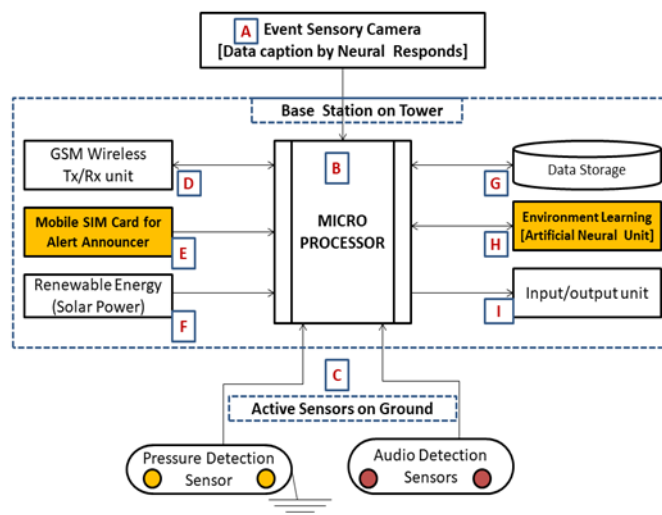 A Event Sensory Camera
[Data caption by Neural Responds]
Base Station on Tower
GSM Wireless
Tx/Rx unit
D
Mobile SIM Card for
Alert Announcer
E
Renewable Energy
(Solar Power)
F
B
MICRO
PROCESSOR
Data Storage
G
Environment Learning
[Artificial Neural Unit]
H
Input/output unit
I
C
Active Sensors on Ground
Pressure Detection
Sensor
Audio Detection
Sensors